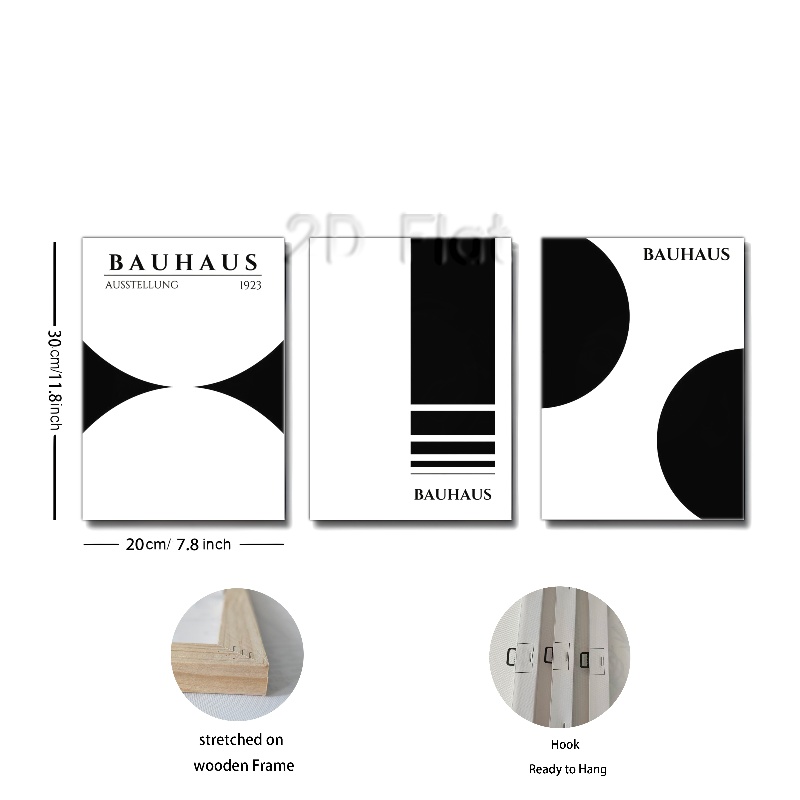 2D Flat
BAUHAUS
AUSSTELLUNG 1923
BAUHAUS
BAUHAUS
30cm/11.8inch
20cm/ 7.8 inch
stretched on
wooden Frame
Hook
Ready to Hang